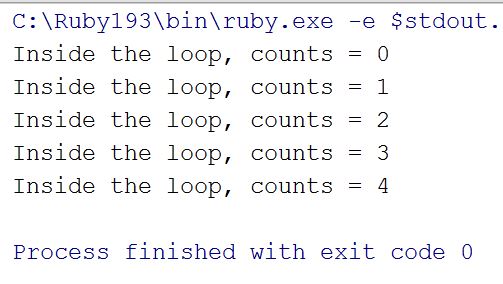 C:\Ruby193\bin\ruby.exe -e $stdout.
Inside the loop, counts = 0
Inside the loop, counts = 1
Inside the loop, counts = 2
Inside the loop, counts = 3
Inside the loop, counts = 4
Process finished with exit code 0